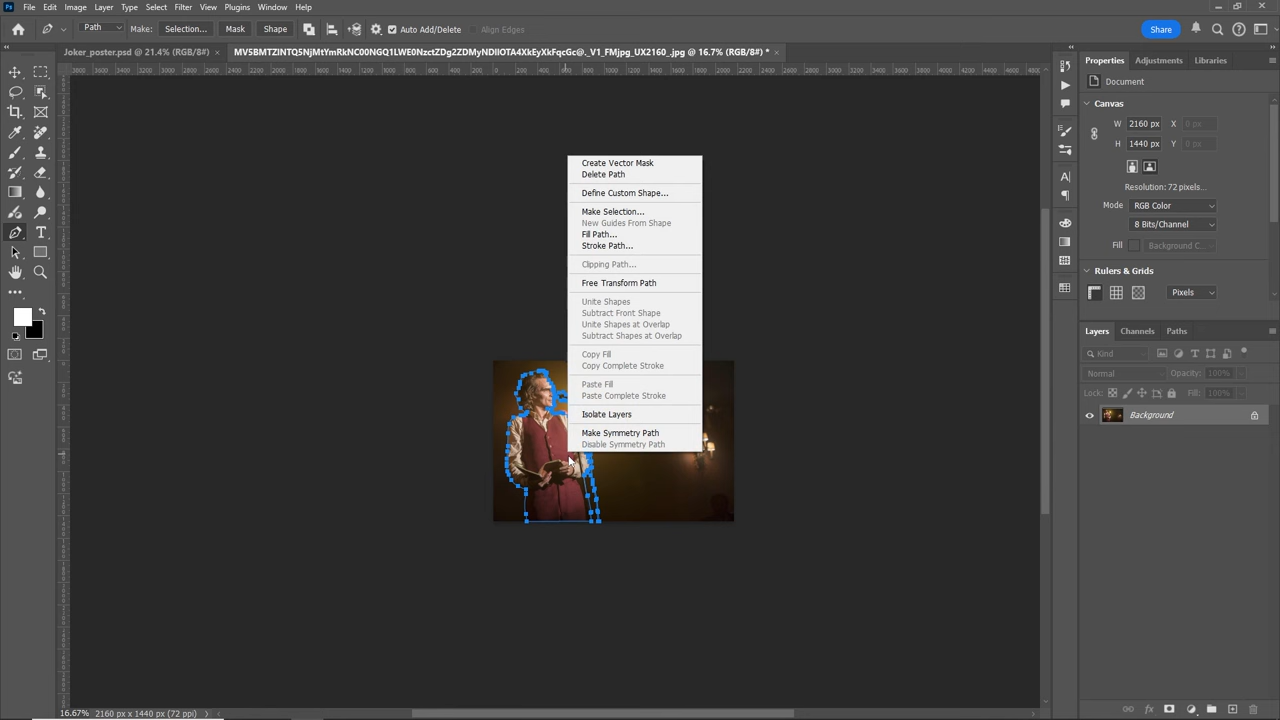 Ps File Edit Image Layer Type Select Filter View Plugins Window Help
Path Make: Selection... Mask Shape Auto Add/Delete Align Edges Share
Joker_poster.psd @ 21.4% (RGB/8#) × MV5BMTZlNTQ5NjMtYmRkNC00NGQ1LWE0NzctZDg2ZDMyNDllOTA4XkEyXkFqcGc@._V1_FMjpg_UX2160_.jpg @ 16.7% (RGB/8#) * ×
Properties Adjustments Libraries
Document
Canvas
W 2160 px X 0 px
H 1440 px Y 0 px
Resolution: 72 pixels...
Mode RGB Color
8 Bits/Channel
Fill Background C...
Rulers & Grids
Pixels
Create Vector Mask
Delete Path
Define Custom Shape...
Make Selection...
New Guides From Shape
Fill Path...
Stroke Path...
Clipping Path...
Free Transform Path
Unite Shapes
Subtract Front Shape
Unite Shapes at Overlap
Subtract Shapes at Overlap
Copy Fill
Copy Complete Stroke
Paste Fill
Paste Complete Stroke
Isolate Layers
Make Symmetry Path
Disable Symmetry Path
Layers Channels Paths
Kind
Normal Opacity: 100%
Lock: Fill: 100%
Background
16.67% 2160 px x 1440 px (72 ppi)